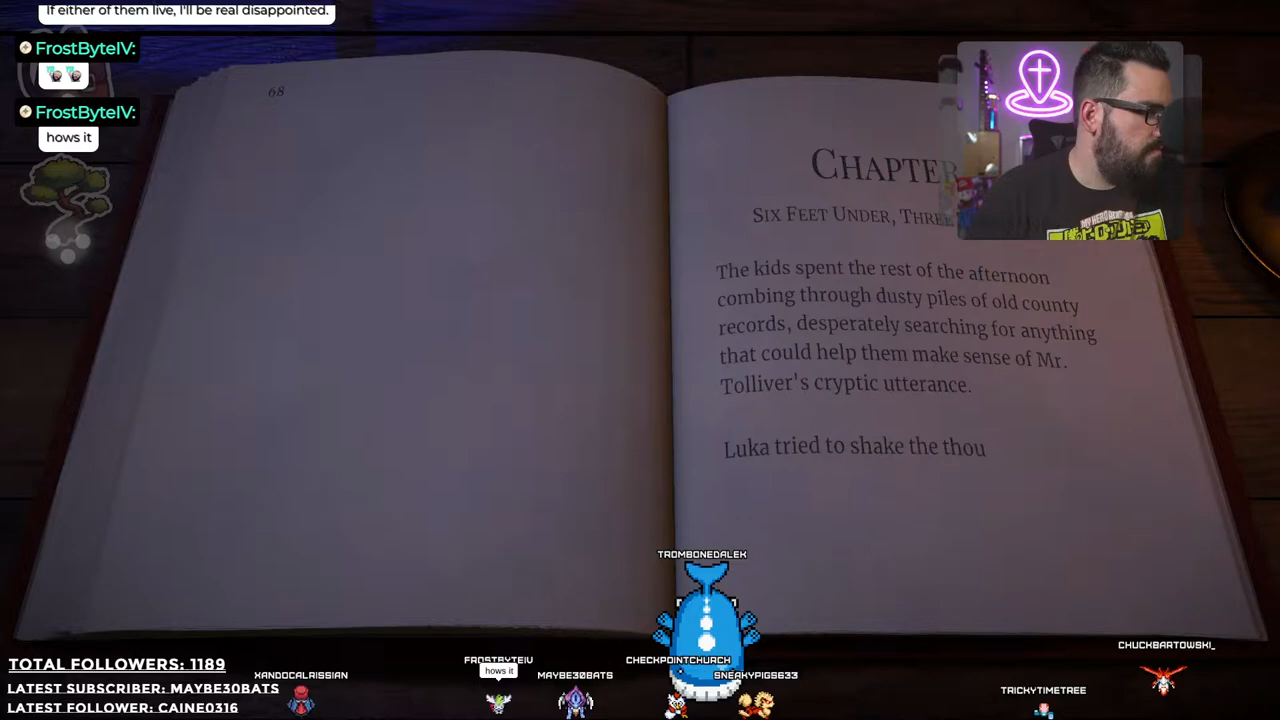 If either of them live, I'll be real disappointed.
FrostByteIV:
FrostByteIV:
hows it
68
CHAPTER
SIX FEET UNDER, THREE
The kids spent the rest of the afternoon
combing through dusty piles of old county
records, desperately searching for anything
that could help them make sense of Mr.
Tolliver's cryptic utterance.
Luka tried to shake the thou
MY HERO
TROMBONEDALEK
TOTAL FOLLOWERS: 1189
LATEST SUBSCRIBER: MAYBE30BATS
LATEST FOLLOWER: CAINE0316
XANDOCALRISSIAN
FROSTBYTEIV
hows it
MAYBE30BATS
CHECKPOINTCHURCH
SNEAKYPIGS633
TRICKYTIMETREE
CHUCKBARTOWSKI_